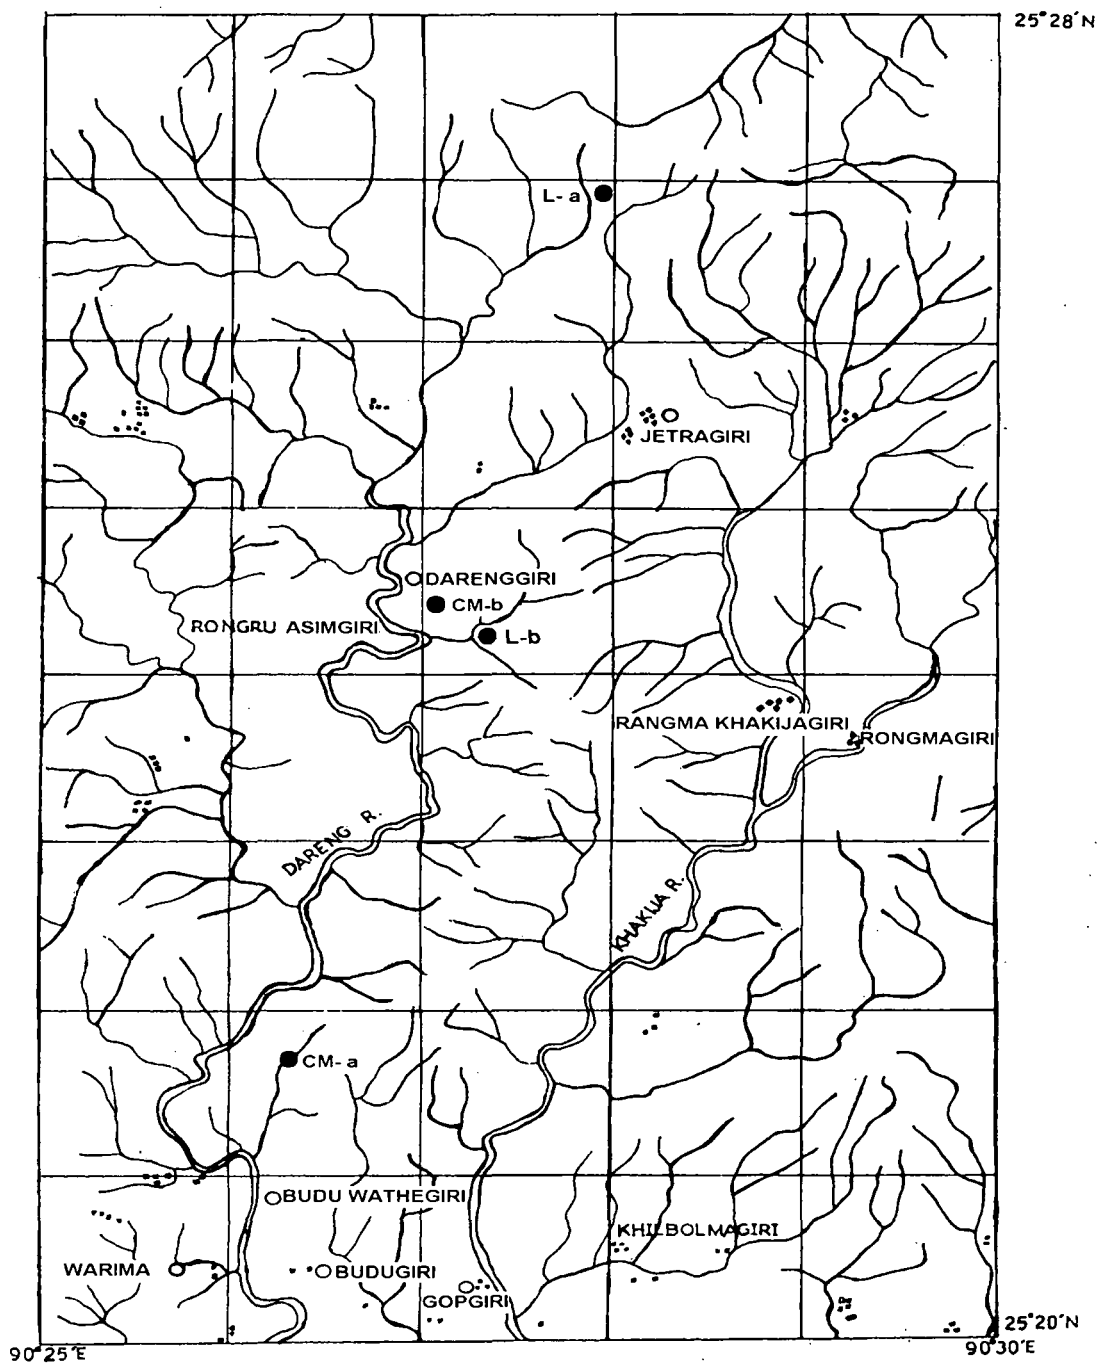 25°28´N
L-a
JETRAGIRI
DARENGGIRI
CM-b
RONGRU ASIMGIRI
L-b
RANGMA KHAKIJAGIRI
RONGMAGIRI
DARENG R.
KHAKIJA R.
CM-a
BUDU WATHEGIRI
KHILBOLMAGIRI
WARIMA
BUDUGIRI
GOPGIRI
25°20´N
90°25´E
90°30´E